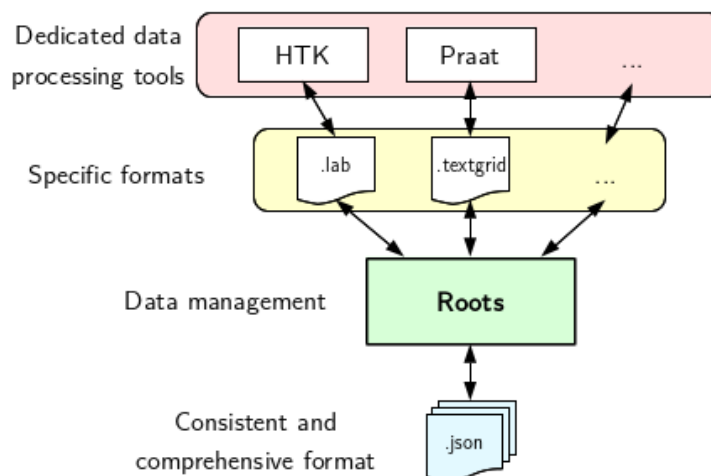 Dedicated data
processing tools
HTK
Praat
...
Specific formats
.lab
.textgrid
...
Data management
Roots
Consistent and
comprehensive format
.json